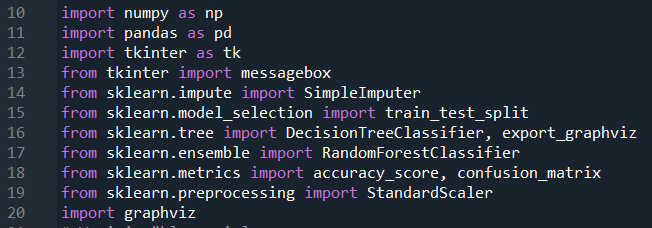 10 import numpy as np
11 import pandas as pd
12 import tkinter as tk
13 from tkinter import messagebox
14 from sklearn.impute import SimpleImputer
15 from sklearn.model_selection import train_test_split
16 from sklearn.tree import DecisionTreeClassifier, export_graphviz
17 from sklearn.ensemble import RandomForestClassifier
18 from sklearn.metrics import accuracy_score, confusion_matrix
19 from sklearn.preprocessing import StandardScaler
20 import graphviz